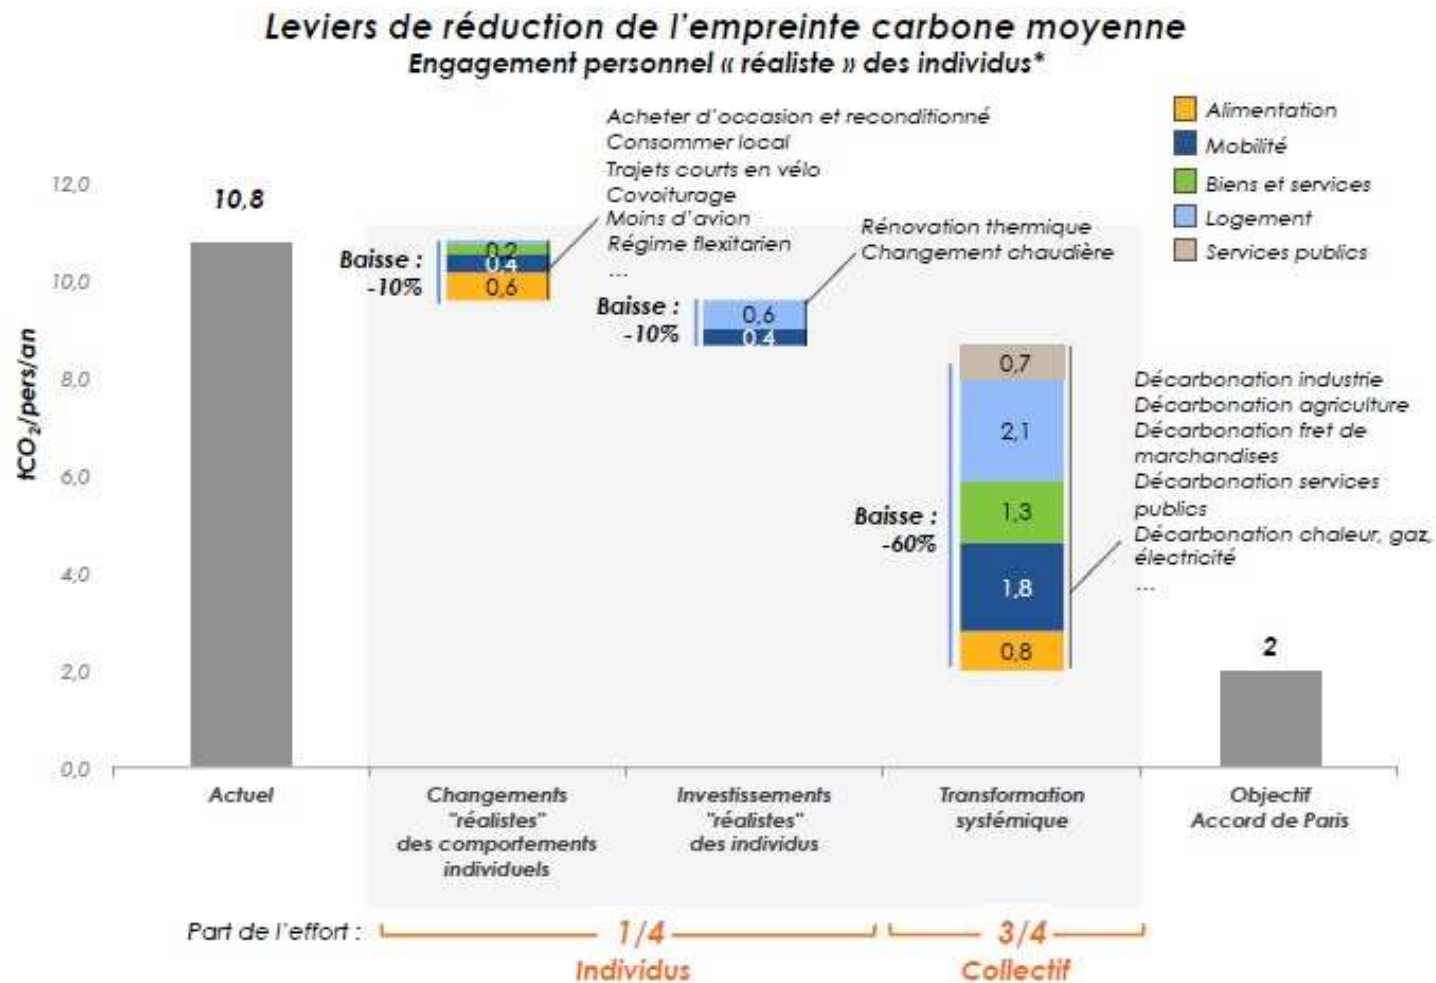 Leviers de réduction de l'empreinte carbone moyenne
Engagement personnel « réaliste » des individus*
Alimentation
Mobilité
Biens et services
Logement
Services publics
Acheter d'occasion et reconditionné
Consommer local
Trajets courts en vélo
Covoiturage
Moins d'avion
Régime flexitarien
...
Rénovation thermique
Changement chaudière
tCO₂/pers/an
12,0
10,0
8,0
6,0
4,0
2,0
0,0
10,8
Baisse :
-10%
0,2
0,4
0,6
Baisse :
-10%
0,6
0,4
Baisse :
-60%
0,7
2,1
1,3
1,8
0,8
Décarbonation industrie
Décarbonation agriculture
Décarbonation fret de
marchandises
Décarbonation services
publics
Décarbonation chaleur, gaz,
électricité
...
2
Actuel
Changements
"réalistes"
des comportements
individuels
Investissements
"réalistes"
des individus
Transformation
systémique
Objectif
Accord de Paris
Part de l'effort :
1/4
Individus
3/4
Collectif